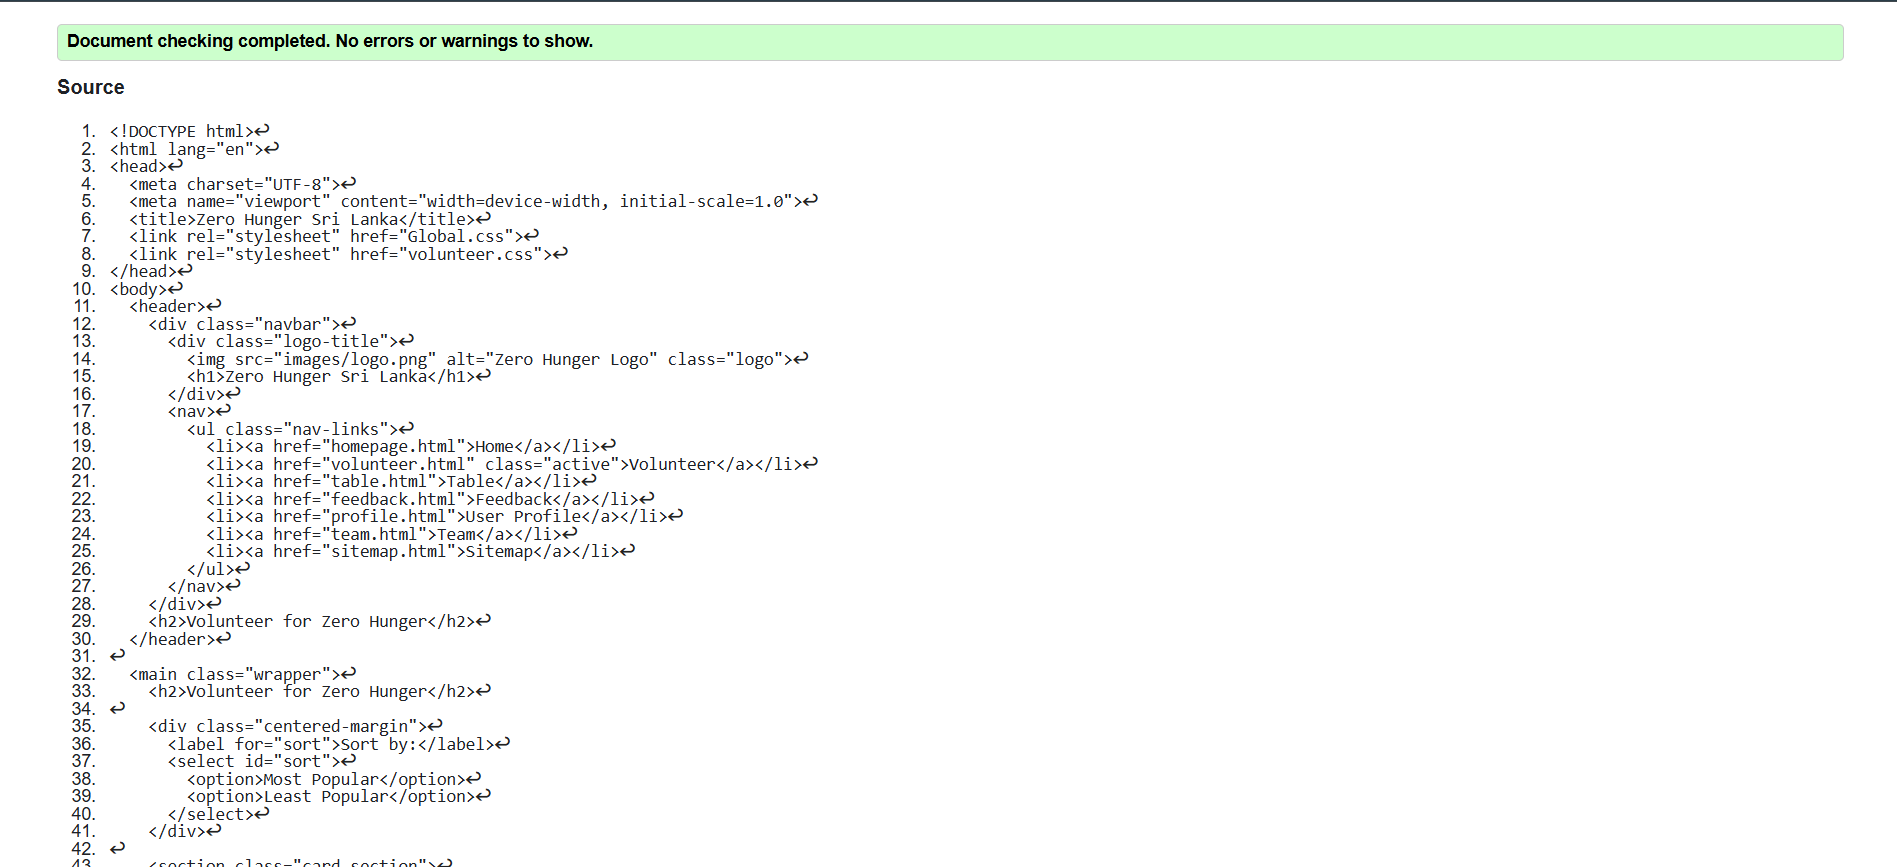 Document checking completed. No errors or warnings to show.
Source
1. <!DOCTYPE html>↩
2. <html lang="en">↩
3. <head>↩
4.   <meta charset="UTF-8">↩
5.   <meta name="viewport" content="width=device-width, initial-scale=1.0">↩
6.   <title>Zero Hunger Sri Lanka</title>↩
7.   <link rel="stylesheet" href="Global.css">↩
8.   <link rel="stylesheet" href="volunteer.css">↩
9. </head>↩
10. <body>↩
11.   <header>↩
12.     <div class="navbar">↩
13.       <div class="logo-title">↩
14.         <img src="images/logo.png" alt="Zero Hunger Logo" class="logo">↩
15.         <h1>Zero Hunger Sri Lanka</h1>↩
16.       </div>↩
17.       <nav>↩
18.         <ul class="nav-links">↩
19.           <li><a href="homepage.html">Home</a></li>↩
20.           <li><a href="volunteer.html" class="active">Volunteer</a></li>↩
21.           <li><a href="table.html">Table</a></li>↩
22.           <li><a href="feedback.html">Feedback</a></li>↩
23.           <li><a href="profile.html">User Profile</a></li>↩
24.           <li><a href="team.html">Team</a></li>↩
25.           <li><a href="sitemap.html">Sitemap</a></li>↩
26.         </ul>↩
27.       </nav>↩
28.     </div>↩
29.     <h2>Volunteer for Zero Hunger</h2>↩
30.   </header>↩
31. ↩
32.   <main class="wrapper">↩
33.     <h2>Volunteer for Zero Hunger</h2>↩
34. ↩
35.     <div class="centered-margin">↩
36.       <label for="sort">Sort by:</label>↩
37.       <select id="sort">↩
38.         <option>Most Popular</option>↩
39.         <option>Least Popular</option>↩
40.       </select>↩
41.     </div>↩
42. ↩
43.     <section class="card-section">↩